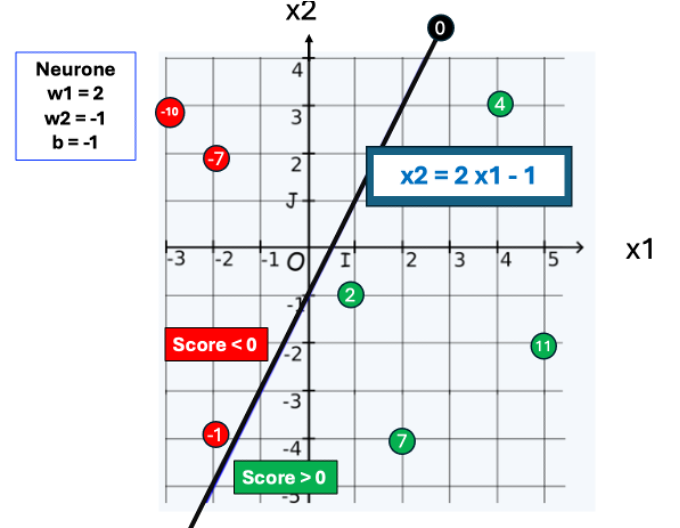 x2
0
Neurone
w1 = 2
w2 = -1
b = -1
4
-10
3
4
-7
2
x2 = 2 x1 - 1
J
x1
-3 -2 -1 O I 2 3 4 5
2
-1
Score < 0
-2
11
-3
-1
-4
7
Score > 0
-5